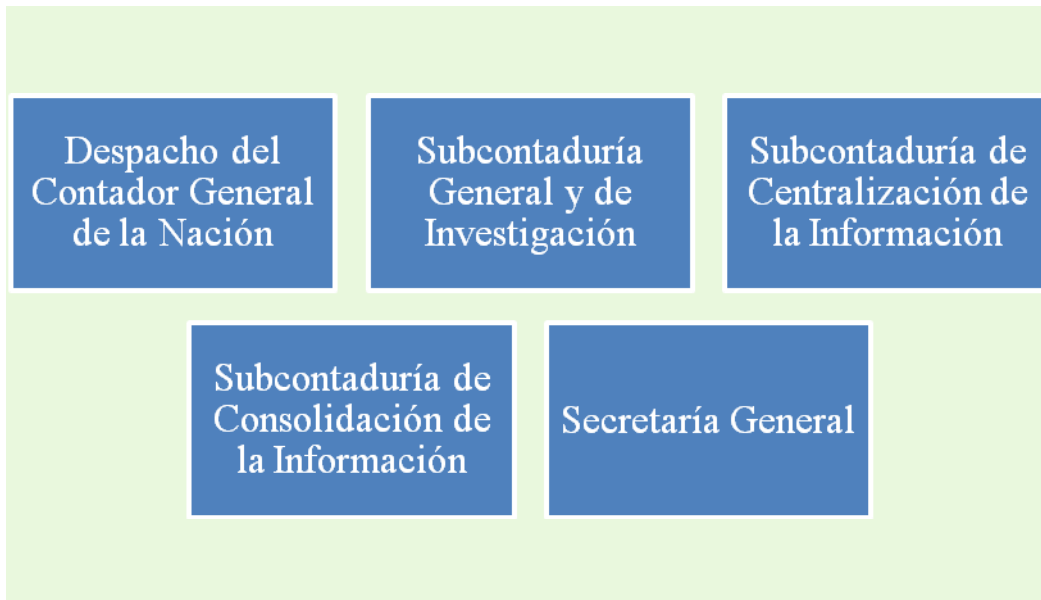 Despacho del
Contador General
de la Nación
Subcontaduría
General y de
Investigación
Subcontaduría de
Centralización de
la Información
Subcontaduría de
Consolidación de
la Información
Secretaría General